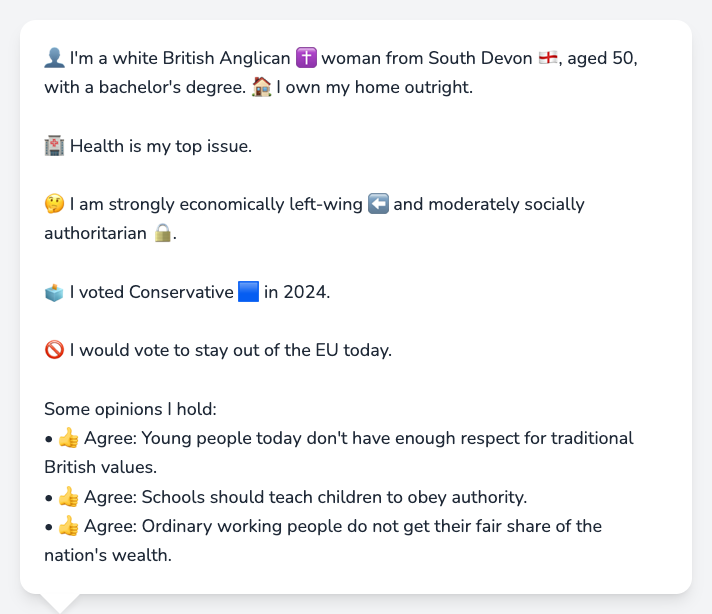 👤 I'm a white British Anglican ✝️ woman from South Devon 🏴󠁧󠁢󠁥󠁮󠁧󠁿, aged 50,
with a bachelor's degree. 🏠 I own my home outright.
🏥 Health is my top issue.
🤔 I am strongly economically left-wing ⬅️ and moderately socially
authoritarian 🔒.
🗳️ I voted Conservative 🟦 in 2024.
🚫 I would vote to stay out of the EU today.
Some opinions I hold:
• 👍 Agree: Young people today don't have enough respect for traditional
British values.
• 👍 Agree: Schools should teach children to obey authority.
• 👍 Agree: Ordinary working people do not get their fair share of the
nation's wealth.